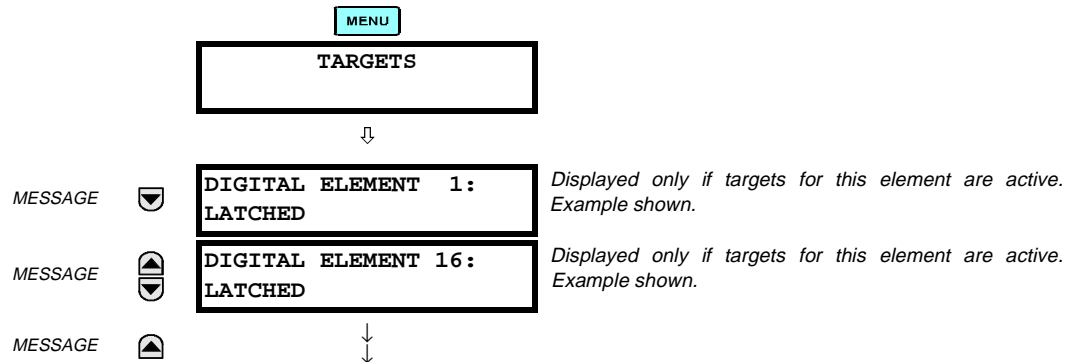 MENU
TARGETS
MESSAGE
DIGITAL ELEMENT 1:
LATCHED
Displayed only if targets for this element are active.
Example shown.
MESSAGE
DIGITAL ELEMENT 16:
LATCHED
Displayed only if targets for this element are active.
Example shown.
MESSAGE